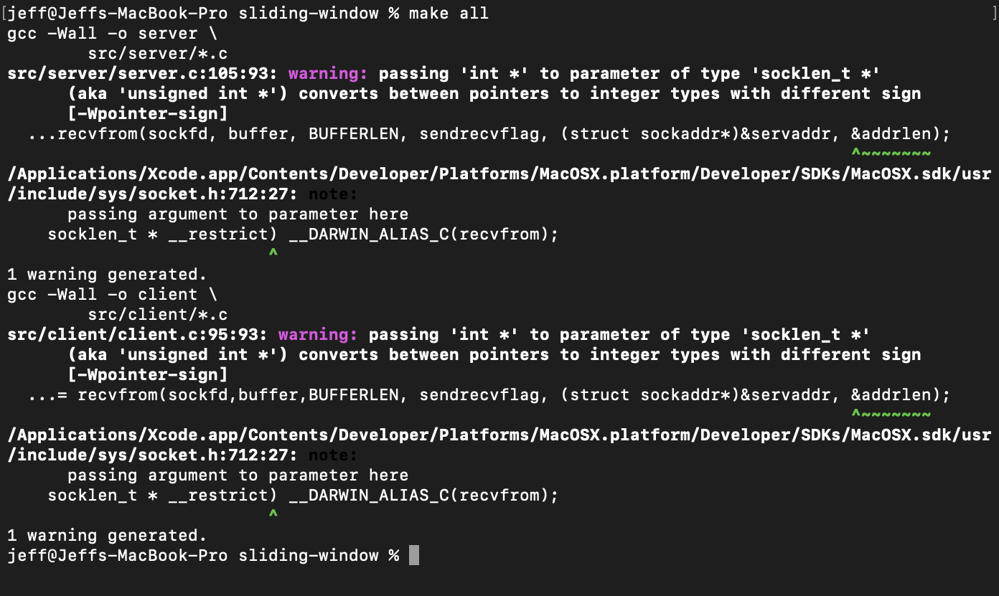 [jeff@Jeffs-MacBook-Pro sliding-window % make all ]
gcc -Wall -o server \
        src/server/*.c
src/server/server.c:105:93: warning: passing 'int *' to parameter of type 'socklen_t *'
      (aka 'unsigned int *') converts between pointers to integer types with different sign
      [-Wpointer-sign]
  ...recvfrom(sockfd, buffer, BUFFERLEN, sendrecvflag, (struct sockaddr*)&servaddr, &addrlen);
                                                                                    ^~~~~~~~
/Applications/Xcode.app/Contents/Developer/Platforms/MacOSX.platform/Developer/SDKs/MacOSX.sdk/usr
/include/sys/socket.h:712:27: note:
      passing argument to parameter here
    socklen_t * __restrict) __DARWIN_ALIAS_C(recvfrom);
                          ^
1 warning generated.
gcc -Wall -o client \
        src/client/*.c
src/client/client.c:95:93: warning: passing 'int *' to parameter of type 'socklen_t *'
      (aka 'unsigned int *') converts between pointers to integer types with different sign
      [-Wpointer-sign]
  ...= recvfrom(sockfd,buffer,BUFFERLEN, sendrecvflag, (struct sockaddr*)&servaddr, &addrlen);
                                                                                    ^~~~~~~~
/Applications/Xcode.app/Contents/Developer/Platforms/MacOSX.platform/Developer/SDKs/MacOSX.sdk/usr
/include/sys/socket.h:712:27: note:
      passing argument to parameter here
    socklen_t * __restrict) __DARWIN_ALIAS_C(recvfrom);
                          ^
1 warning generated.
jeff@Jeffs-MacBook-Pro sliding-window %